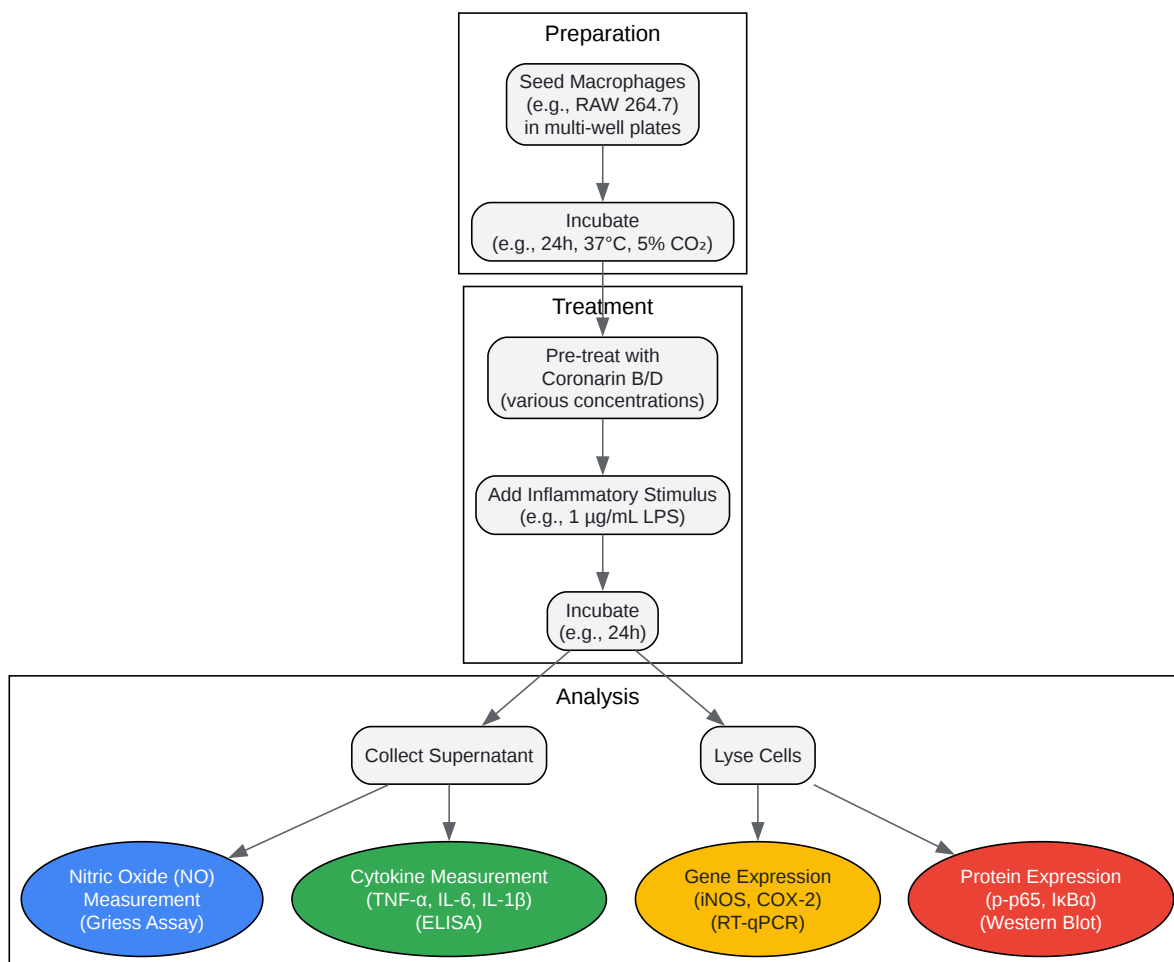 Preparation
Seed Macrophages
(e.g., RAW 264.7)
in multi-well plates
Incubate
(e.g., 24h, 37°C, 5% CO₂)
Treatment
Pre-treat with
Coronarin B/D
(various concentrations)
Add Inflammatory Stimulus
(e.g., 1 µg/mL LPS)
Incubate
(e.g., 24h)
Analysis
Collect Supernatant
Lyse Cells
Nitric Oxide (NO)
Measurement
(Griess Assay)
Cytokine Measurement
(TNF-α, IL-6, IL-1β)
(ELISA)
Gene Expression
(iNOS, COX-2)
(RT-qPCR)
Protein Expression
(p-p65, IκBα)
(Western Blot)